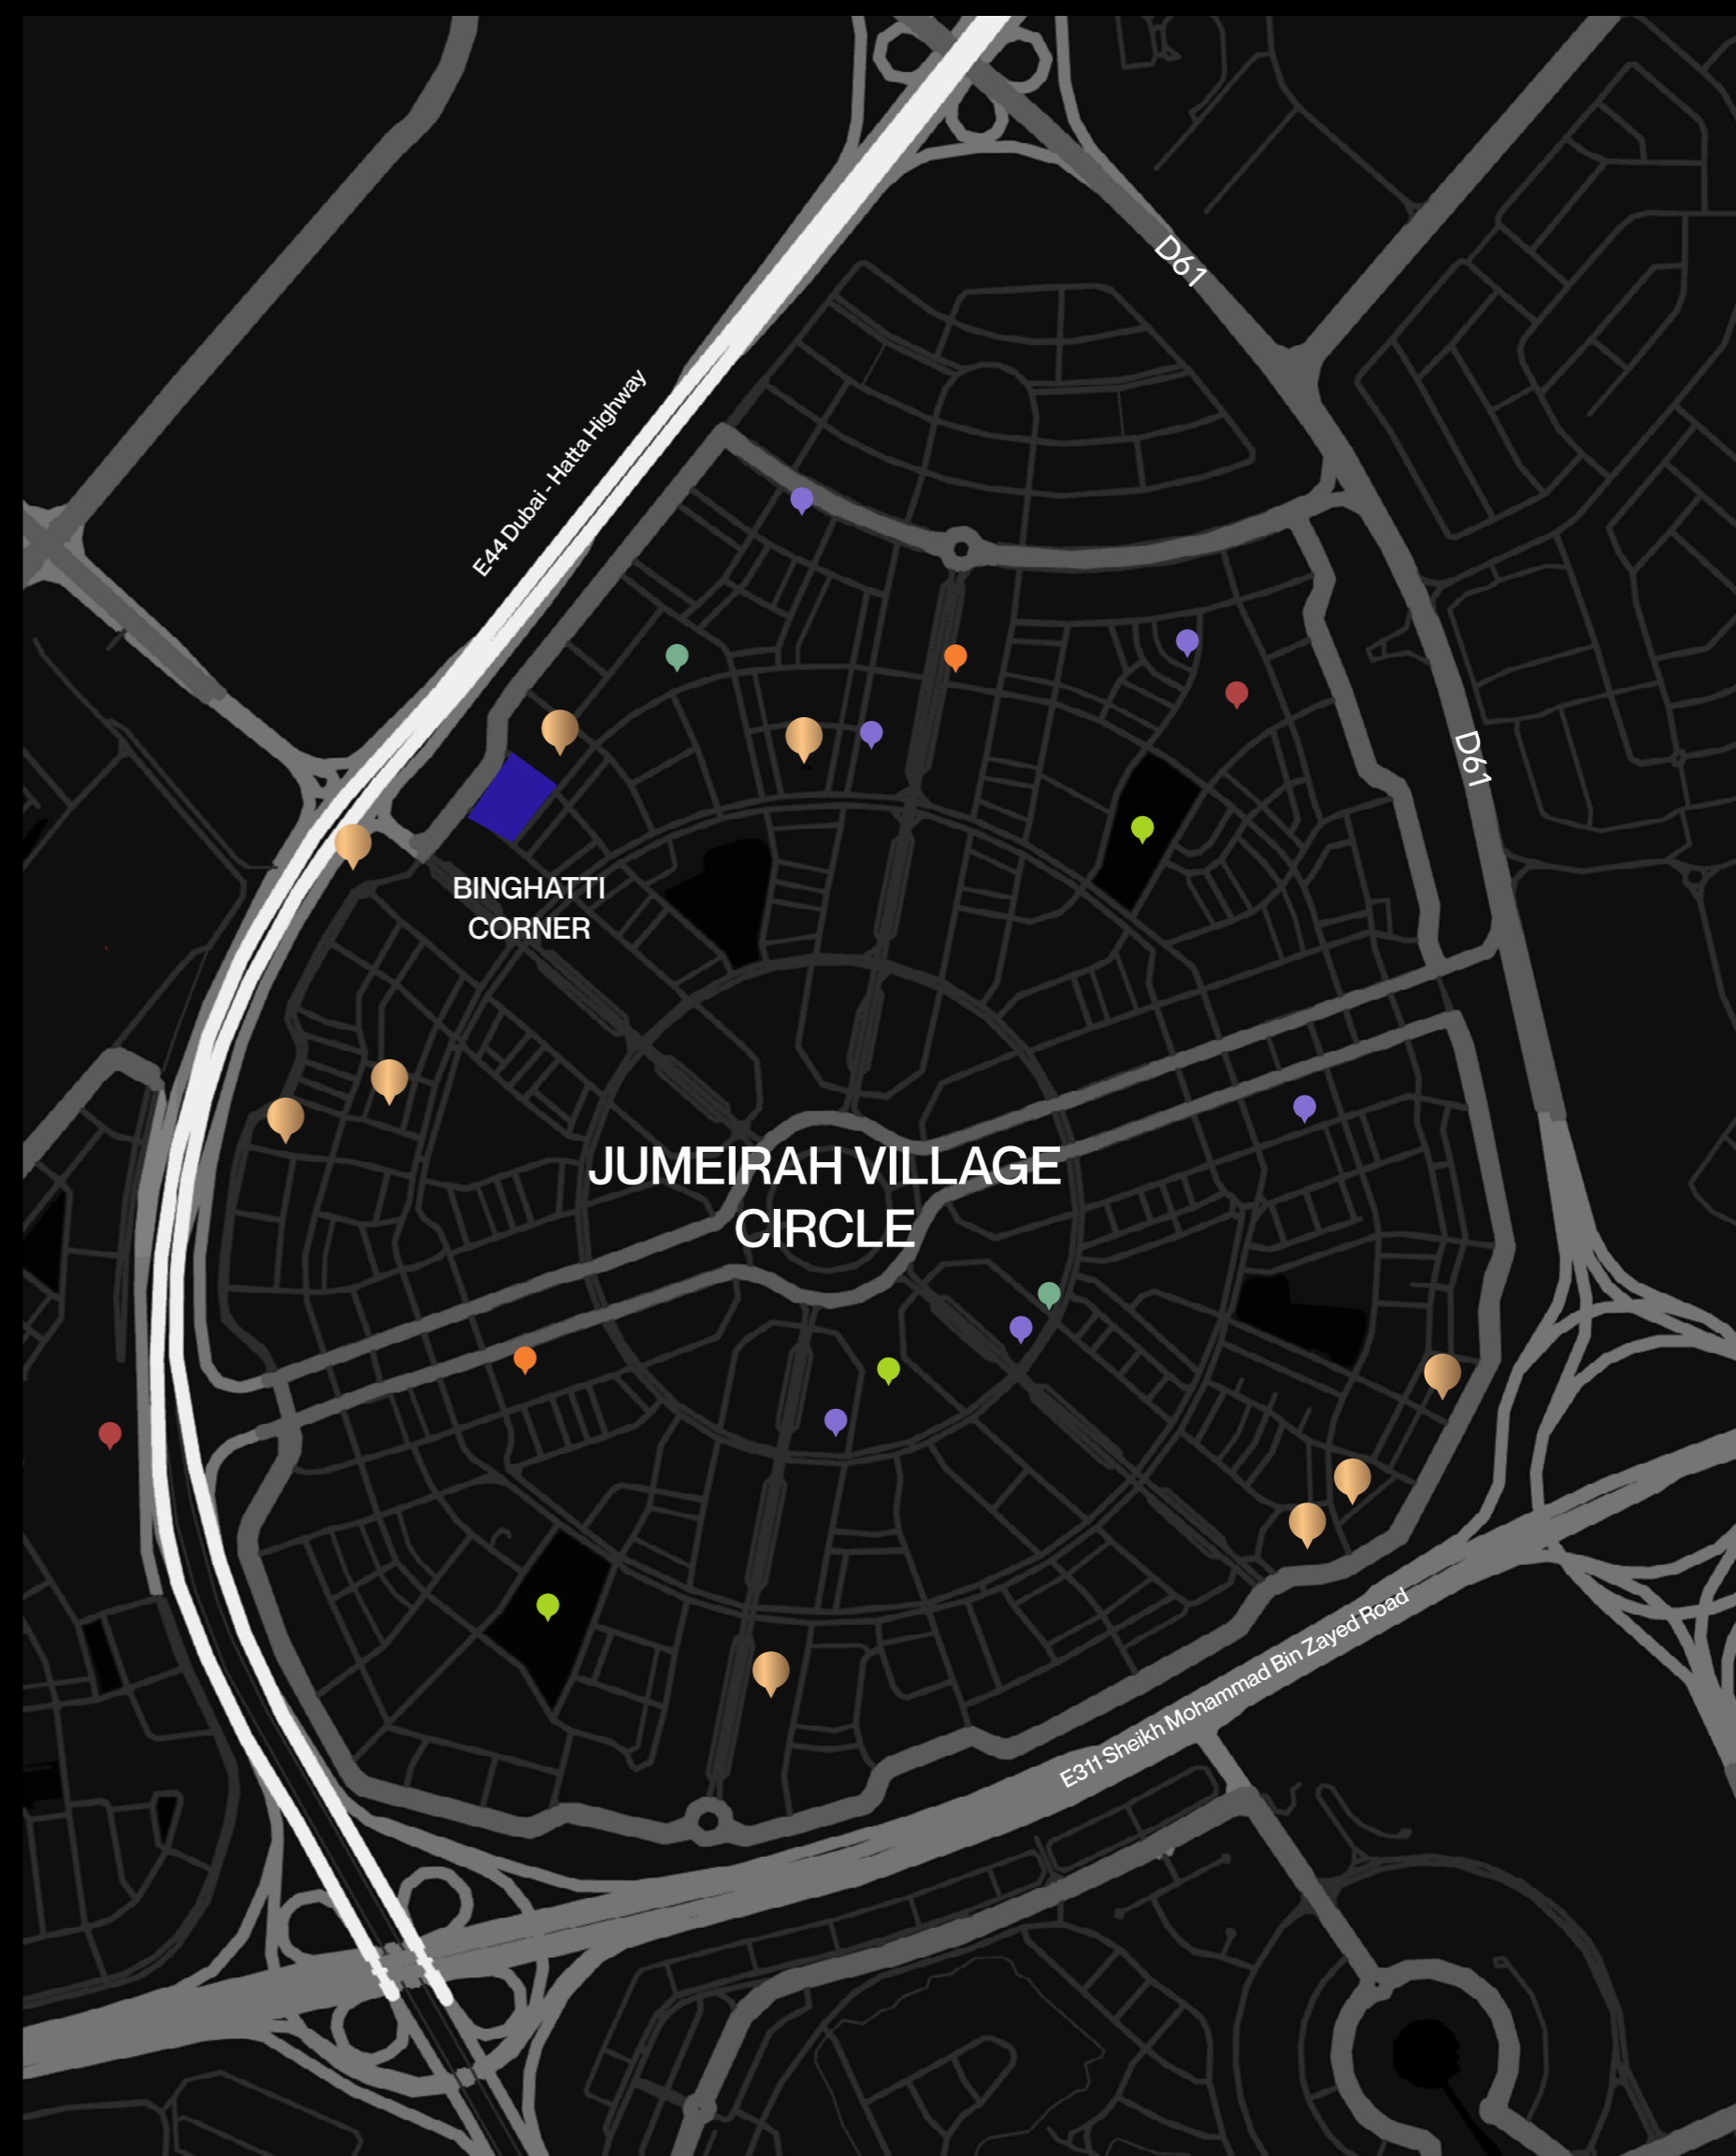 D61
E44 Dubai - Hatta Highway
D61
BINGHATTI
CORNER
JUMEIRAH VILLAGE
CIRCLE
E311 Sheikh Mohammad Bin Zayed Road